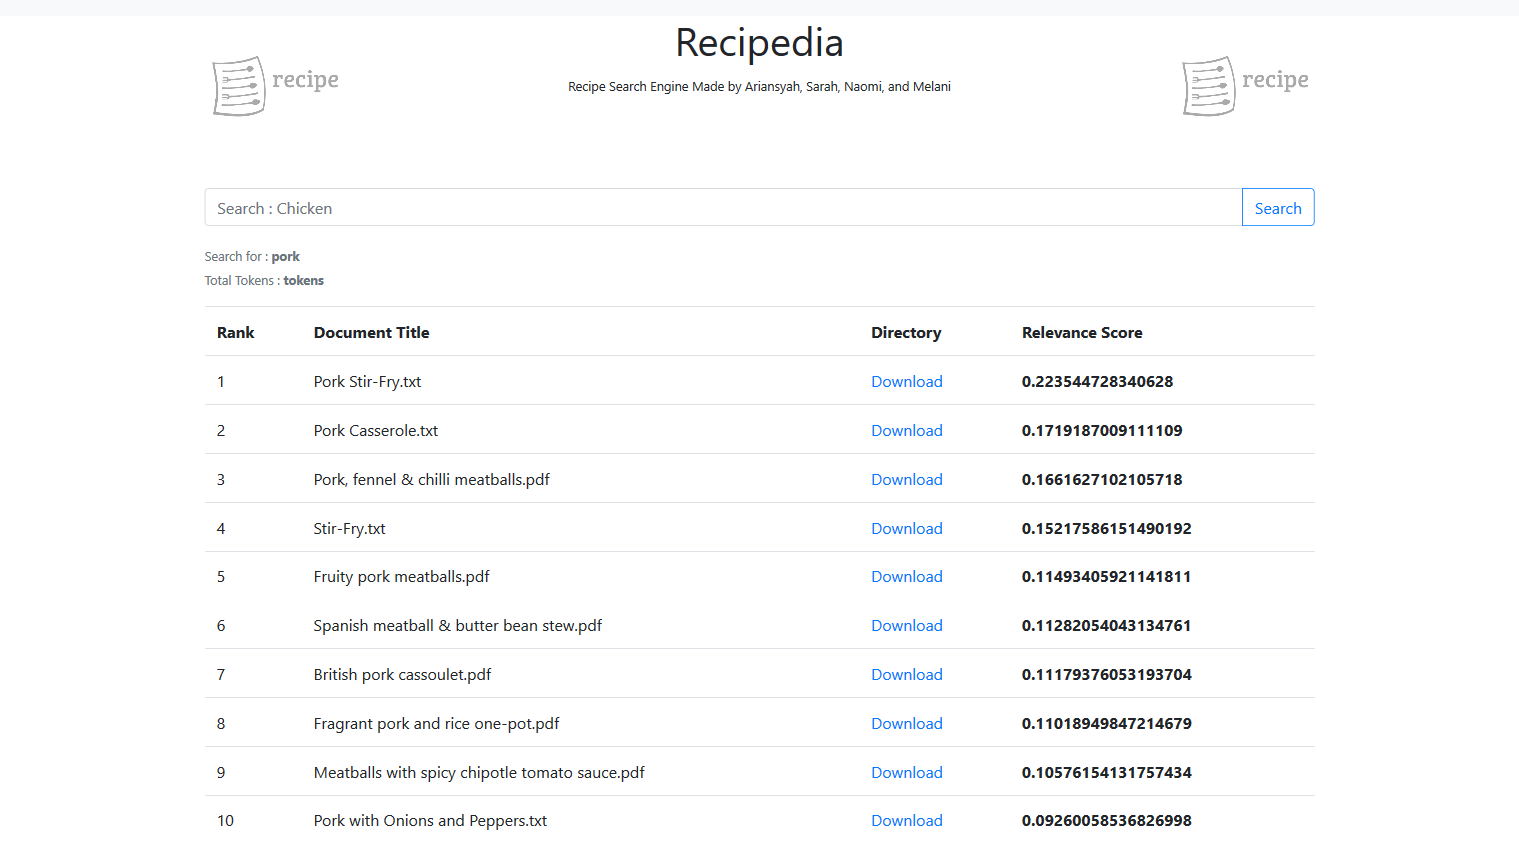 Recipedia
recipe
recipe
Recipe Search Engine Made by Ariansyah, Sarah, Naomi, and Melani
Search : Chicken Search
Search for : pork
Total Tokens : tokens
Rank Document Title Directory Relevance Score
1 Pork Stir-Fry.txt Download 0.223544728340628
2 Pork Casserole.txt Download 0.1719187009111109
3 Pork, fennel & chilli meatballs.pdf Download 0.1661627102105718
4 Stir-Fry.txt Download 0.15217586151490192
5 Fruity pork meatballs.pdf Download 0.11493405921141811
6 Spanish meatball & butter bean stew.pdf Download 0.11282054043134761
7 British pork cassoulet.pdf Download 0.11179376053193704
8 Fragrant pork and rice one-pot.pdf Download 0.11018949847214679
9 Meatballs with spicy chipotle tomato sauce.pdf Download 0.10576154131757434
10 Pork with Onions and Peppers.txt Download 0.09260058536826998